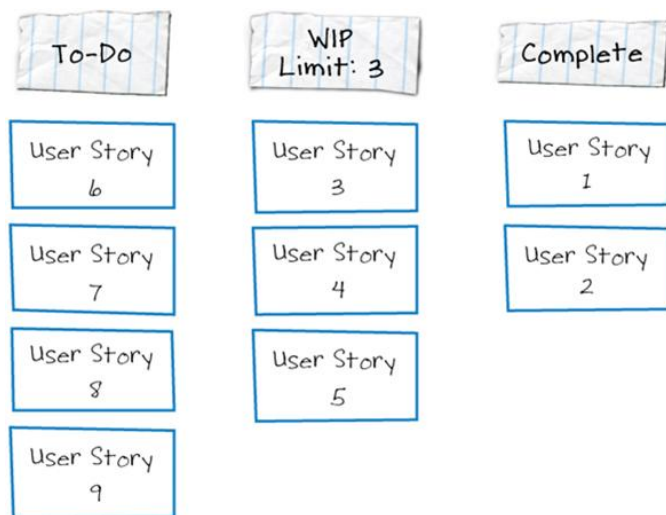 To-Do
WIP
Limit: 3
Complete
User Story
6
User Story
3
User Story
1
User Story
7
User Story
4
User Story
2
User Story
8
User Story
5
User Story
9